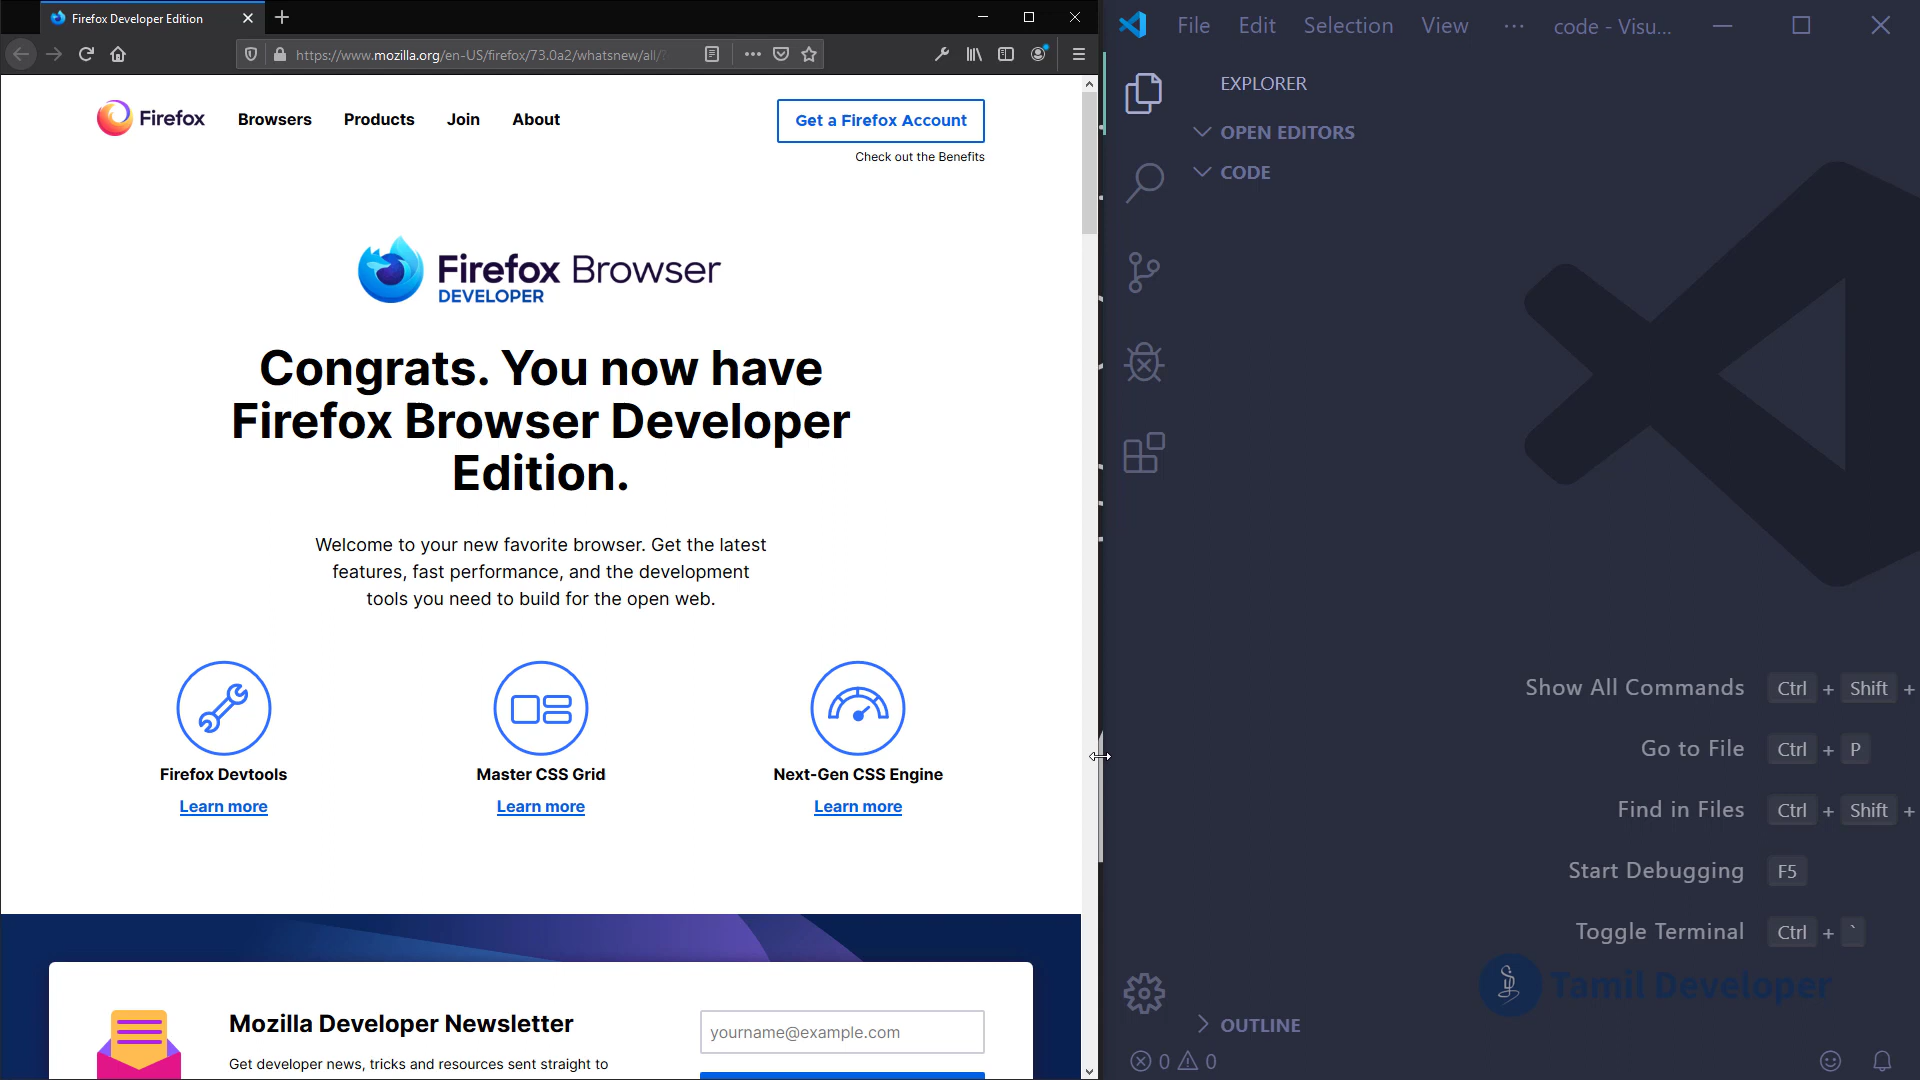 Firefox Developer Edition
https://www.mozilla.org/en-US/firefox/73.0a2/whatsnew/all/
Firefox
Browsers
Products
Join
About
Get a Firefox Account
Check out the Benefits
Firefox Browser
DEVELOPER
Congrats. You now have
Firefox Browser Developer
Edition.
Welcome to your new favorite browser. Get the latest
features, fast performance, and the development
tools you need to build for the open web.
Firefox Devtools
Learn more
Master CSS Grid
Learn more
Next-Gen CSS Engine
Learn more
Mozilla Developer Newsletter
Get developer news, tricks and resources sent straight to
yourname@example.com
File Edit Selection View ··· code - Visu...
EXPLORER
OPEN EDITORS
CODE
Show All Commands Ctrl + Shift +
Go to File Ctrl + P
Find in Files Ctrl + Shift +
Start Debugging F5
Toggle Terminal Ctrl + `
Tamil Developer
OUTLINE
0 0